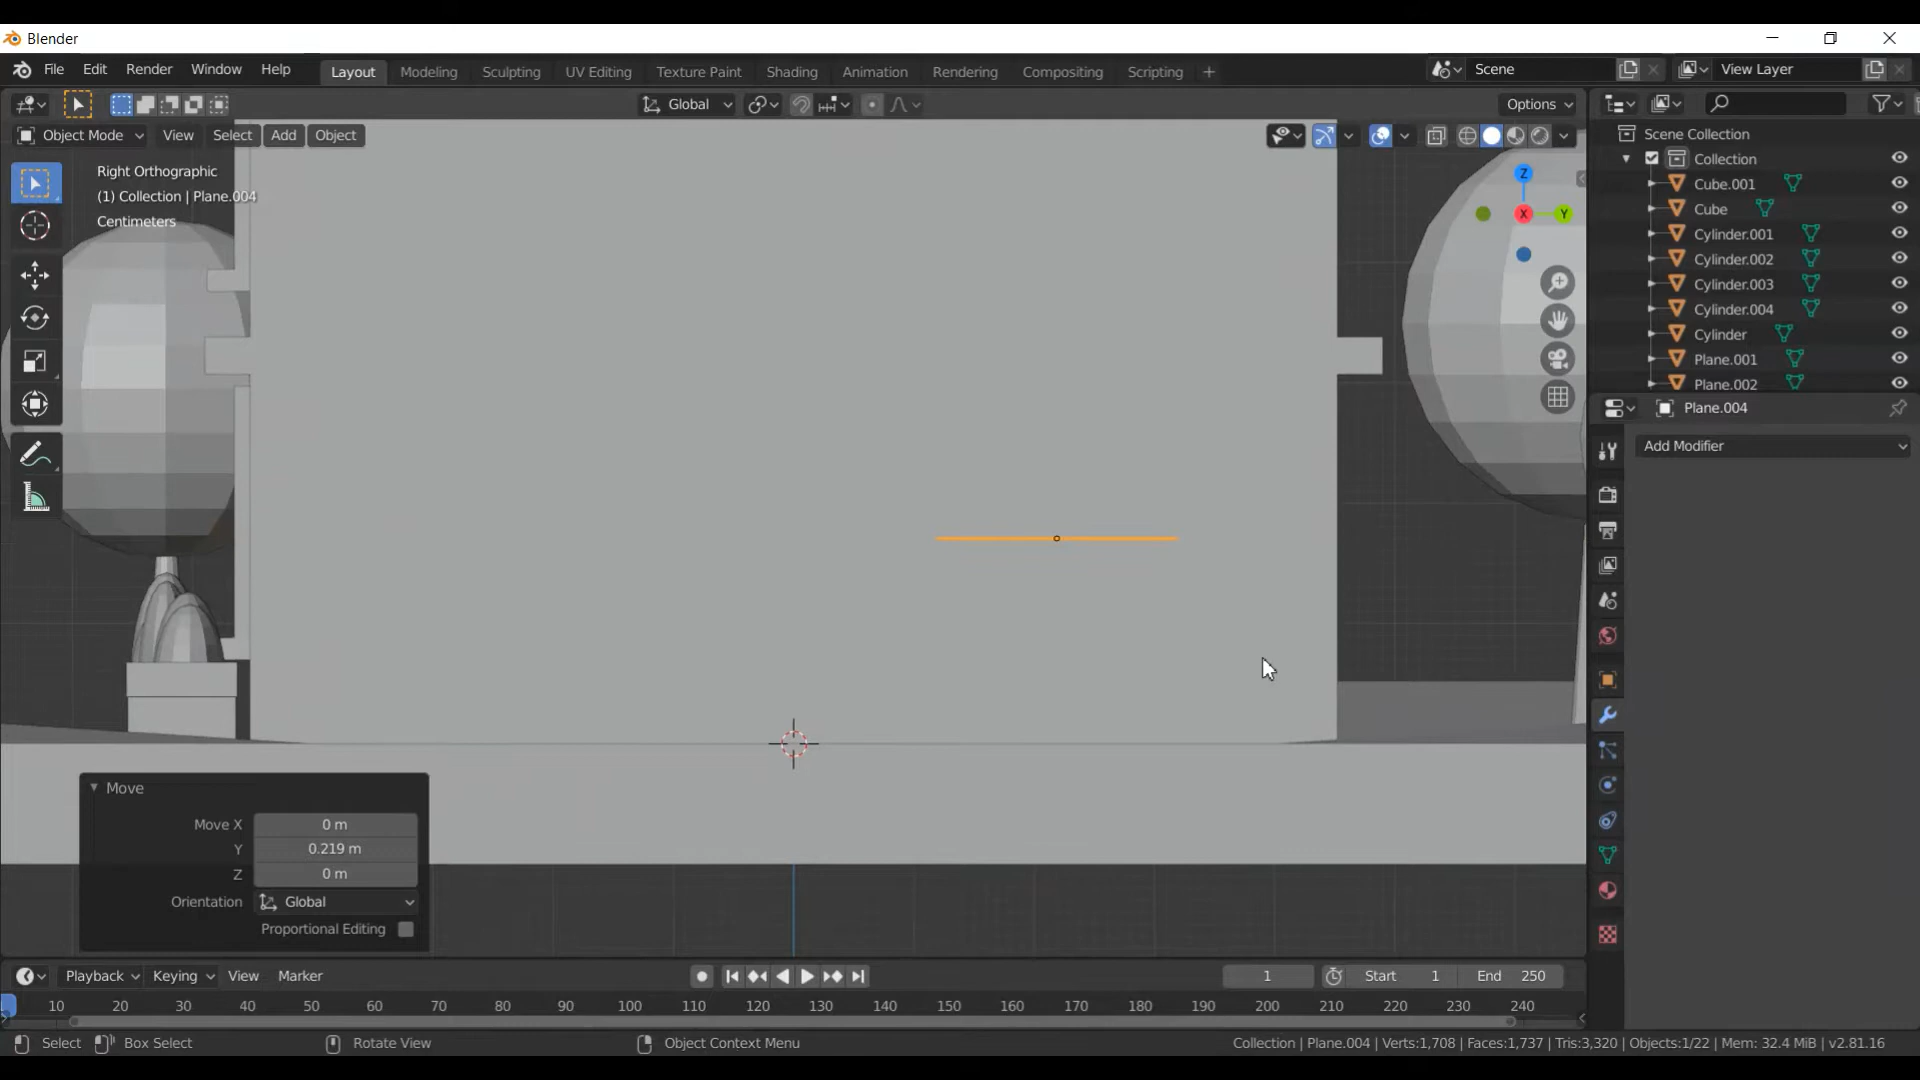 Blender
File Edit Render Window Help Layout Modeling Sculpting UV Editing Texture Paint Shading Animation Rendering Compositing Scripting + Scene View Layer
Global Options
Object Mode View Select Add Object
Right Orthographic
(1) Collection | Plane.004
Centimeters
Z
X
Y
Scene Collection
Collection
Cube.001
Cube
Cylinder.001
Cylinder.002
Cylinder.003
Cylinder.004
Cylinder
Plane.001
Plane.002
Plane.004
Add Modifier
Move
Move X 0 m
Y 0.219 m
Z 0 m
Orientation Global
Proportional Editing
Playback Keying View Marker 1 Start 1 End 250
10 20 30 40 50 60 70 80 90 100 110 120 130 140 150 160 170 180 190 200 210 220 230 240
Select Box Select Rotate View Object Context Menu Collection | Plane.004 | Verts:1,708 | Faces:1,737 | Tris:3,320 | Objects:1/22 | Mem: 32.4 MiB | v2.81.16